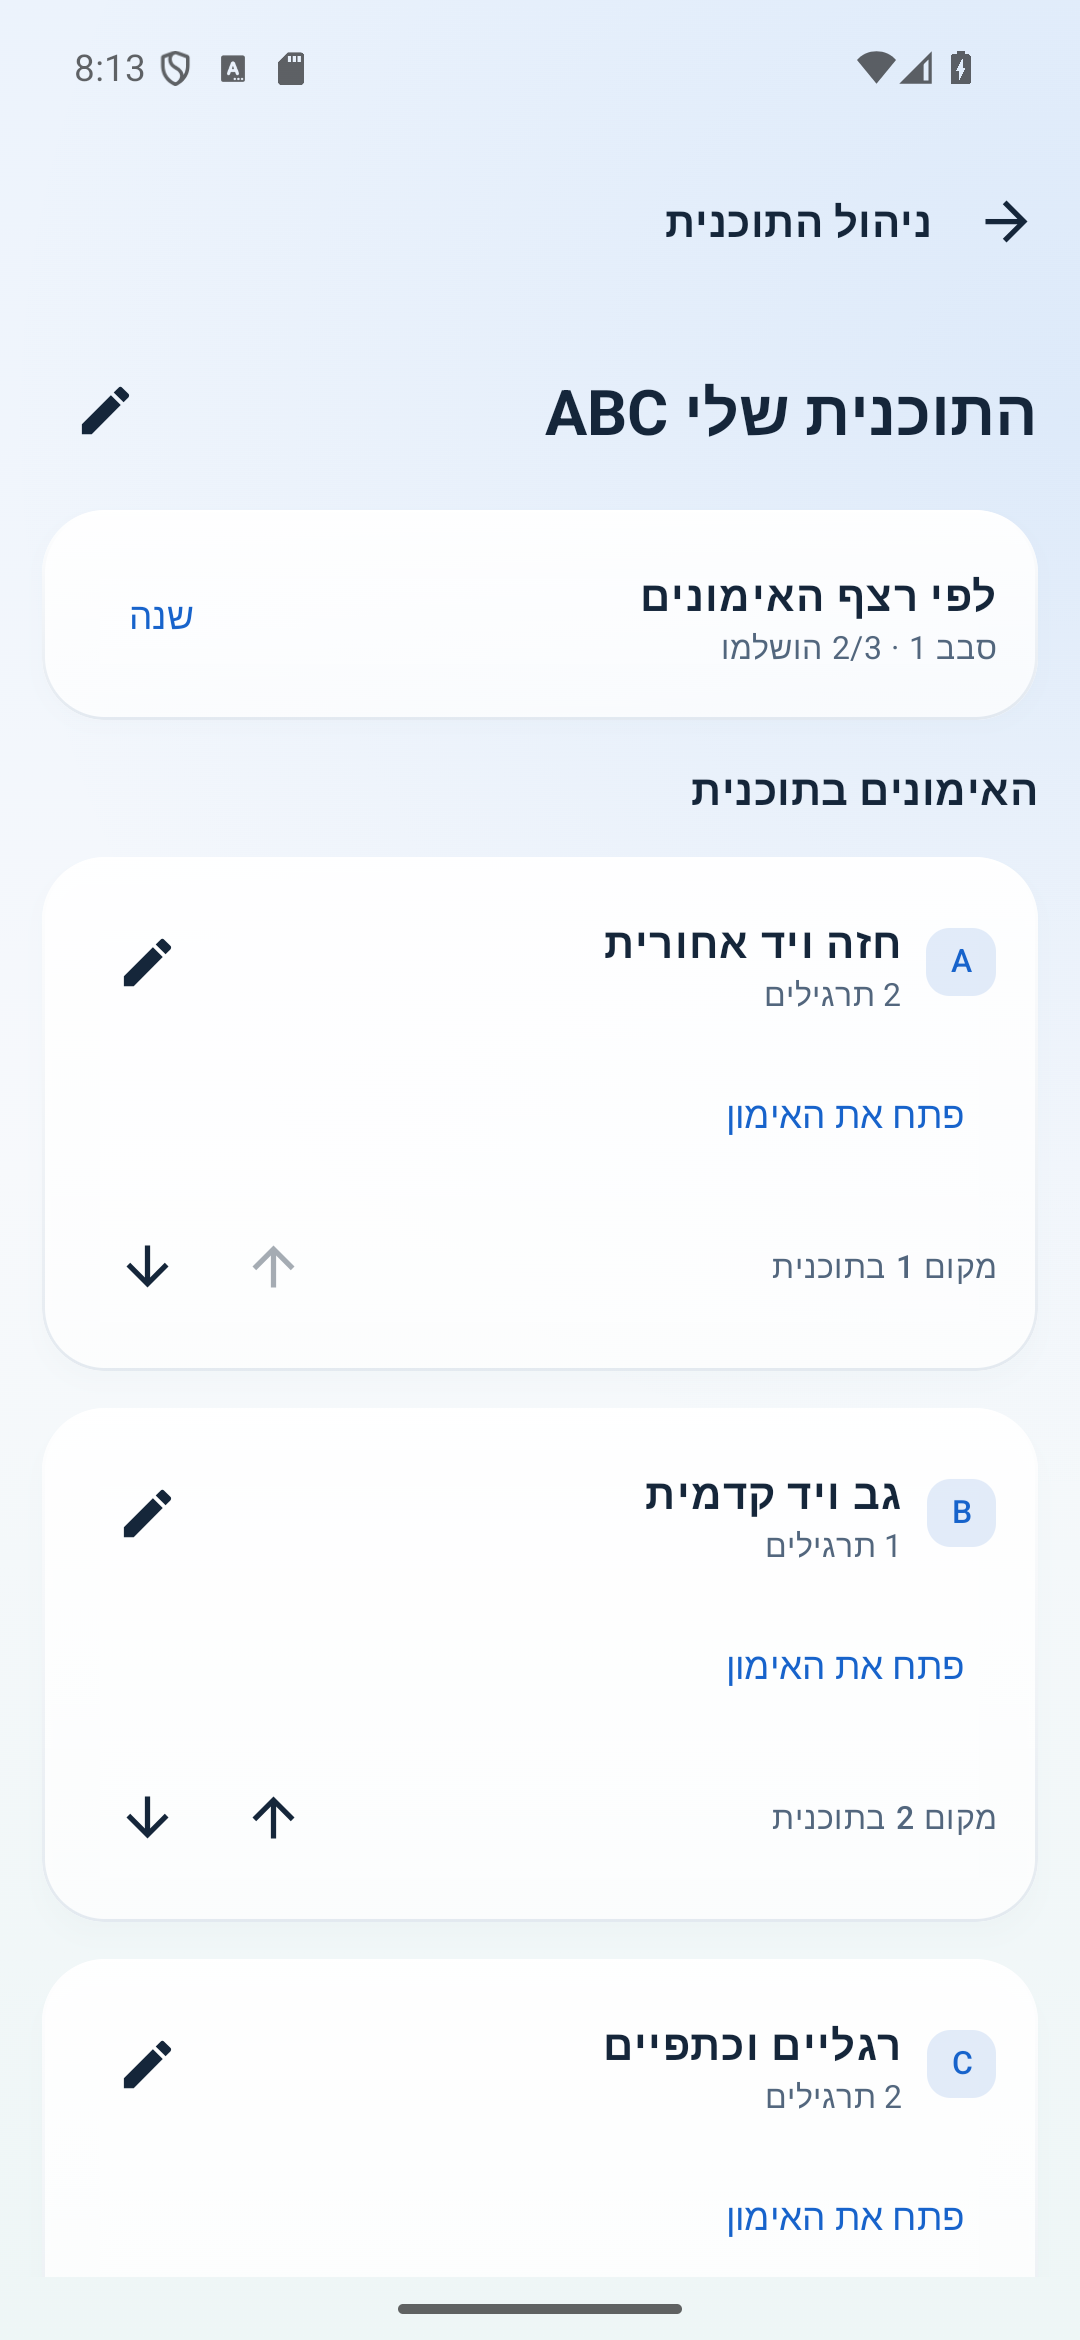 8:13
ניהול התוכנית
התוכנית שלי ABC
לפי רצף האימונים
סבב 1 · 2/3 הושלמו
שנה
האימונים בתוכנית
A
חזה ויד אחורית
2 תרגילים
פתח את האימון
מקום 1 בתוכנית
B
גב ויד קדמית
1 תרגילים
פתח את האימון
מקום 2 בתוכנית
C
רגליים וכתפיים
2 תרגילים
פתח את האימון